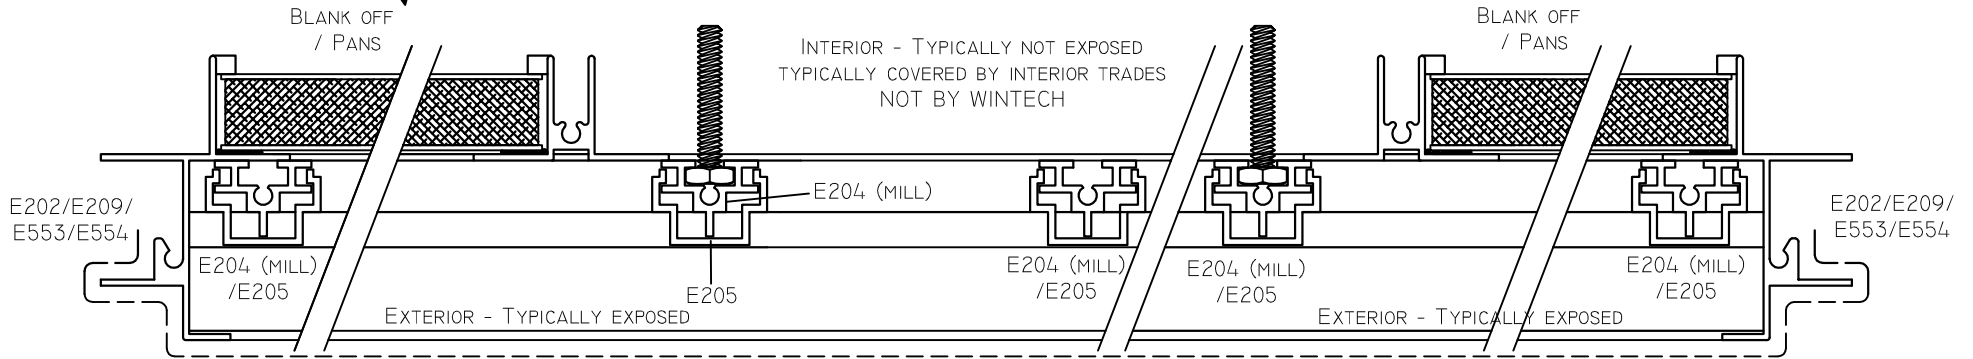 BLANK OFF
/ PANS
INTERIOR - TYPICALLY NOT EXPOSED
TYPICALLY COVERED BY INTERIOR TRADES
NOT BY WINTECH
BLANK OFF
/ PANS
E202/E209/
E553/E554
E204 (MILL)
E202/E209/
E553/E554
E204 (MILL)
/E205
E205
E204 (MILL)
/E205
E204 (MILL)
/E205
E204 (MILL)
/E205
EXTERIOR - TYPICALLY EXPOSED
EXTERIOR - TYPICALLY EXPOSED